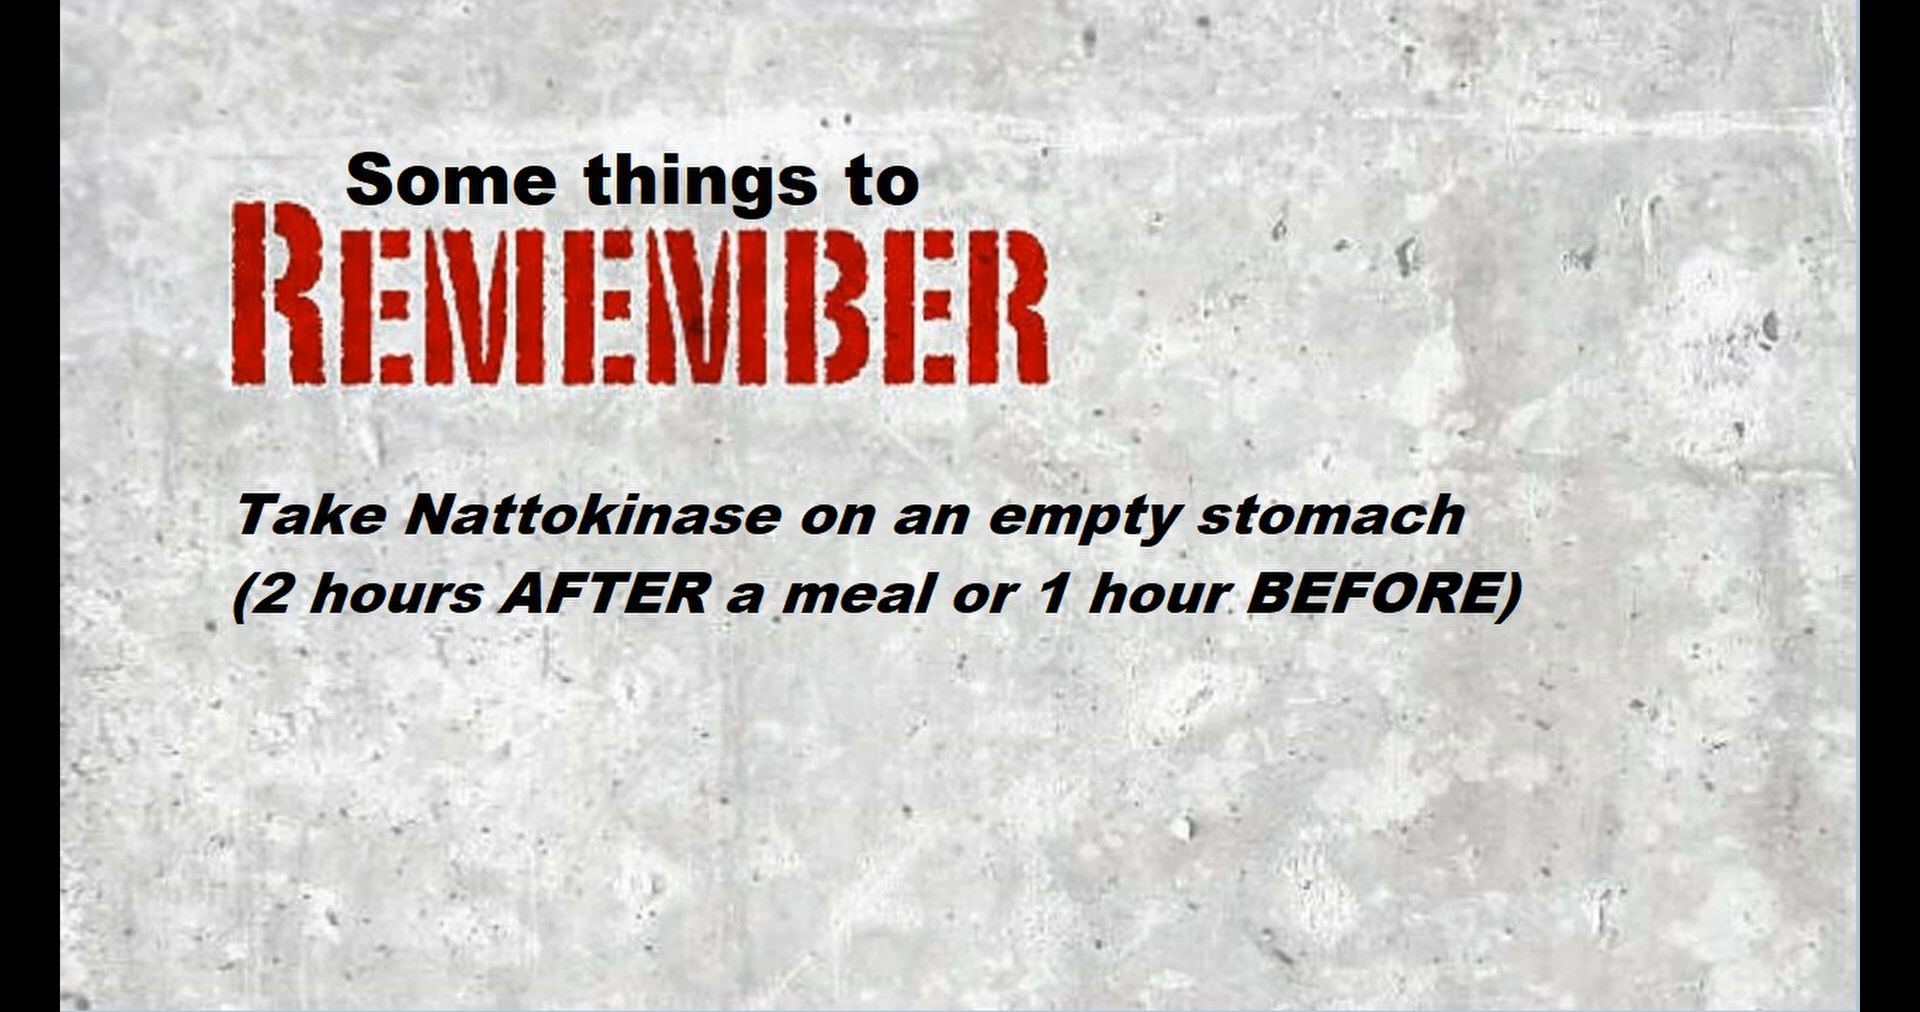 Some things to
REMEMBER
Take Nattokinase on an empty stomach
(2 hours AFTER a meal or 1 hour BEFORE)